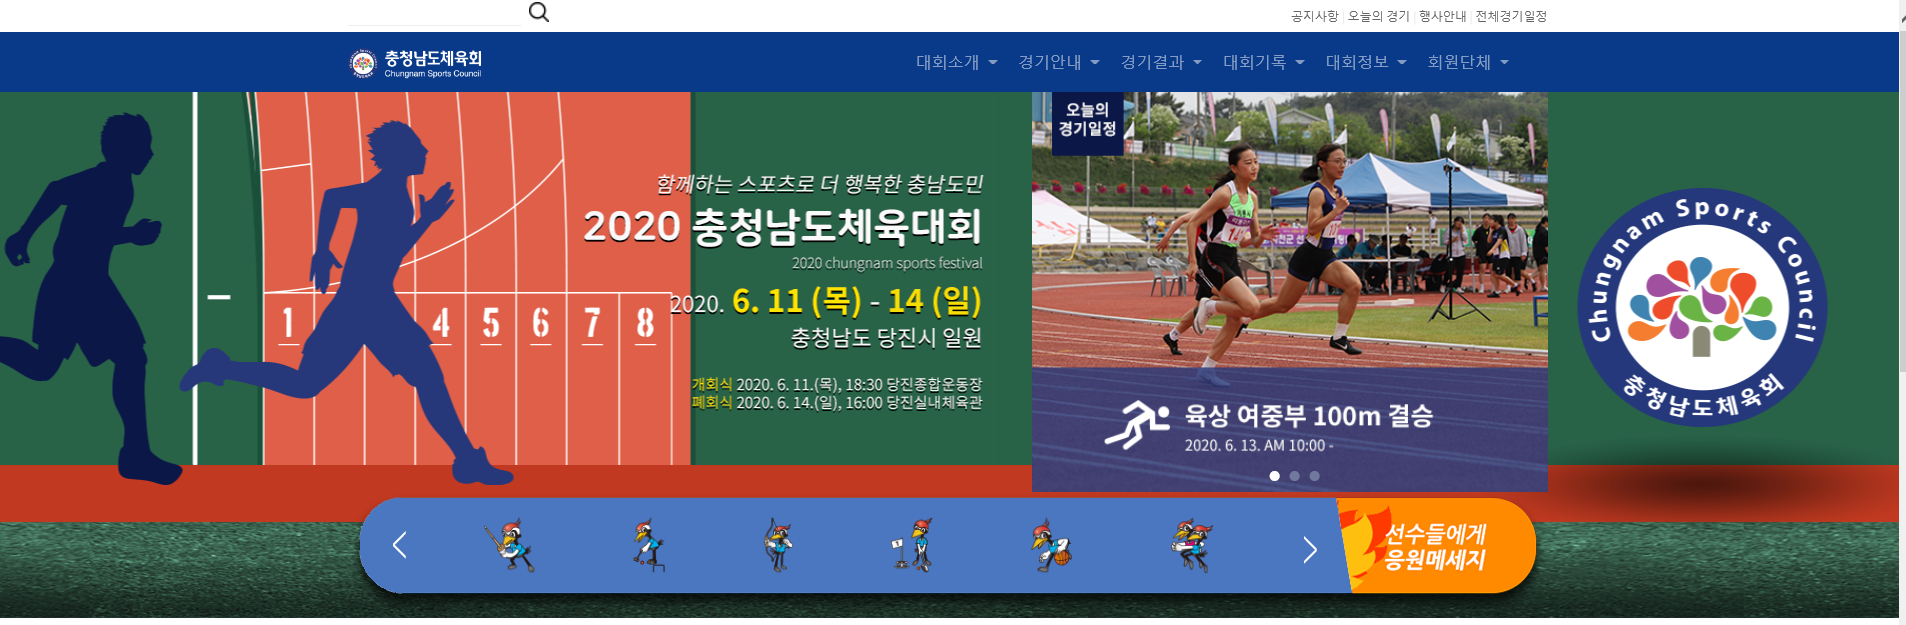 공지사항 | 오늘의 경기 | 행사안내 | 전체경기일정
충청남도체육회
Chungnam Sports Council
대회소개 경기안내 경기결과 대회기록 대회정보 회원단체
함께하는 스포츠로 더 행복한 충남도민
2020 충청남도체육대회
2020 chungnam sports festival
2020. 6. 11 (목) - 14 (일)
충청남도 당진시 일원
개회식 2020. 6. 11.(목), 18:30 당진종합운동장
폐회식 2020. 6. 14.(일), 16:00 당진실내체육관
1 4 5 6 7 8
오늘의
경기일정
육상 여중부 100m 결승
2020. 6. 13. AM 10:00 -
Chungnam Sports Council
충청남도체육회
선수들에게
응원메세지